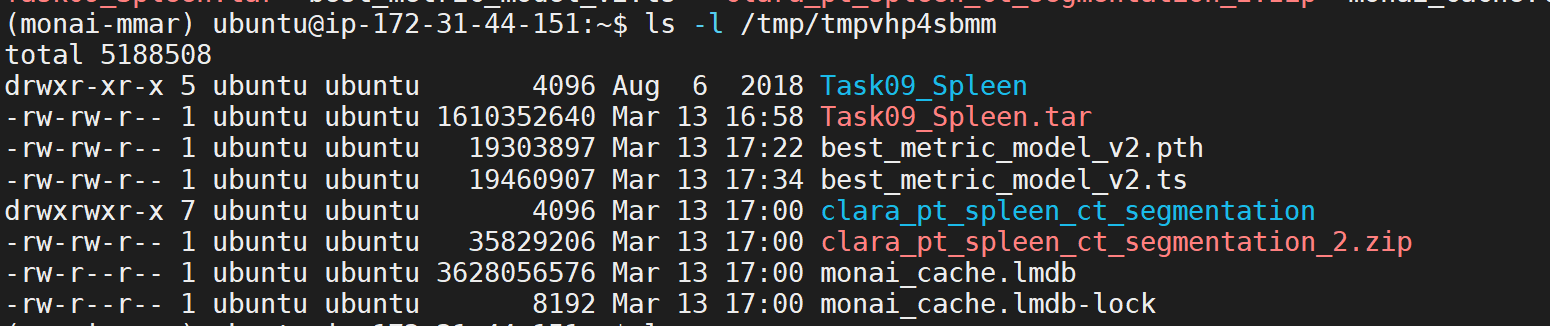 (monai-mmar) ubuntu@ip-172-31-44-151:~$ ls -l /tmp/tmpvhp4sbmm
total 5188508
drwxr-xr-x 5 ubuntu ubuntu       4096 Aug  6  2018 Task09_Spleen
-rw-rw-r-- 1 ubuntu ubuntu 1610352640 Mar 13 16:58 Task09_Spleen.tar
-rw-rw-r-- 1 ubuntu ubuntu   19303897 Mar 13 17:22 best_metric_model_v2.pth
-rw-rw-r-- 1 ubuntu ubuntu   19460907 Mar 13 17:34 best_metric_model_v2.ts
drwxrwxr-x 7 ubuntu ubuntu       4096 Mar 13 17:00 clara_pt_spleen_ct_segmentation
-rw-rw-r-- 1 ubuntu ubuntu   35829206 Mar 13 17:00 clara_pt_spleen_ct_segmentation_2.zip
-rw-r--r-- 1 ubuntu ubuntu 3628056576 Mar 13 17:00 monai_cache.lmdb
-rw-r--r-- 1 ubuntu ubuntu       8192 Mar 13 17:00 monai_cache.lmdb-lock